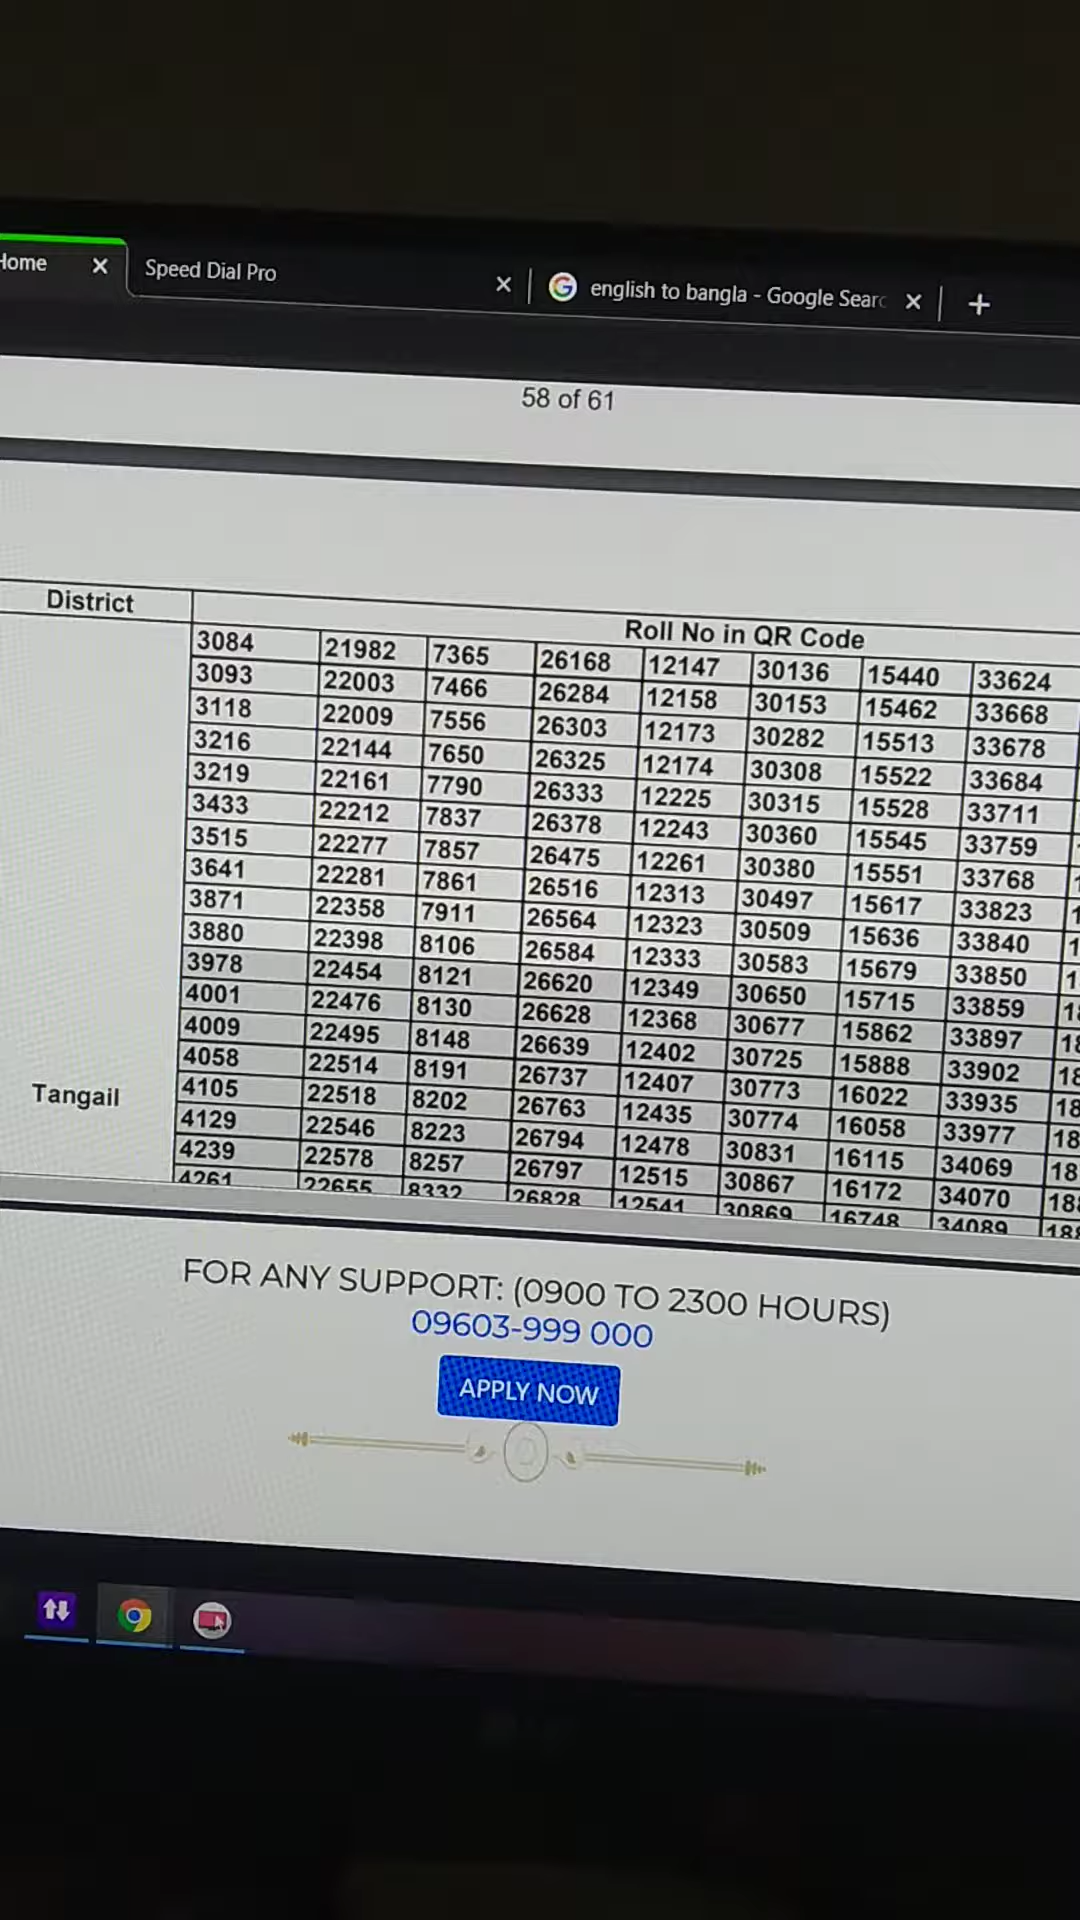 Home
Speed Dial Pro
english to bangla - Google Searc
58 of 61
District
Roll No in QR Code
3084 21982 7365 26168 12147 30136 15440 33624
3093 22003 7466 26284 12158 30153 15462 33668
3118 22009 7556 26303 12173 30282 15513 33678
3216 22144 7650 26325 12174 30308 15522 33684
3219 22161 7790 26333 12225 30315 15528 33711
3433 22212 7837 26378 12243 30360 15545 33759
3515 22277 7857 26475 12261 30380 15551 33768
3641 22281 7861 26516 12313 30497 15617 33823
3871 22358 7911 26564 12323 30509 15636 33840
3880 22398 8106 26584 12333 30583 15679 33850
3978 22454 8121 26620 12349 30650 15715 33859
4001 22476 8130 26628 12368 30677 15862 33897
4009 22495 8148 26639 12402 30725 15888 33902
4058 22514 8191 26737 12407 30773 16022 33935
Tangail 4105 22518 8202 26763 12435 30774 16058 33977
4129 22546 8223 26794 12478 30831 16115 34069
4239 22578 8257 26797 12515 30867 16172 34070
4261 22655 8332 26828 12541 30869 16748 34089
FOR ANY SUPPORT: (0900 TO 2300 HOURS)
09603-999 000
APPLY NOW